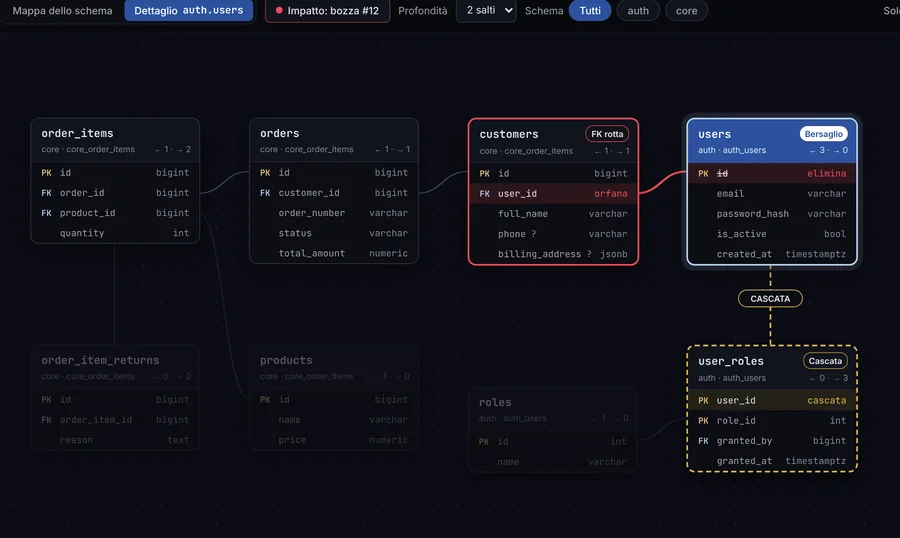 Mappa dello schema Dettaglio auth.users Impatto: bozza #12 Profondità 2 salti Schema Tutti auth core Solo
order_items
core · core_order_items ← 1 · → 2
PK id bigint
FK order_id bigint
FK product_id bigint
quantity int
orders
core · core_order_items ← 1 · → 1
PK id bigint
FK customer_id bigint
order_number varchar
status varchar
total_amount numeric
customers FK rotta
core · core_order_items ← 1 · → 1
PK id bigint
FK user_id orfana
full_name varchar
phone ? varchar
billing_address ? jsonb
users Bersaglio
auth · auth_users ← 3 · → 0
PK id elimina
email varchar
password_hash varchar
is_active bool
created_at timestamptz
CASCATA
order_item_returns
core · core_order_items ← 0 · → 2
PK id bigint
FK order_item_id bigint
reason text
products
core · core_order_items ← 1 · → 0
PK id bigint
name varchar
price numeric
roles
auth · auth_users ← 1 · → 0
PK id int
name varchar
user_roles Cascata
auth · auth_users ← 0 · → 3
PK user_id cascata
PK role_id int
FK granted_by bigint
granted_at timestamptz